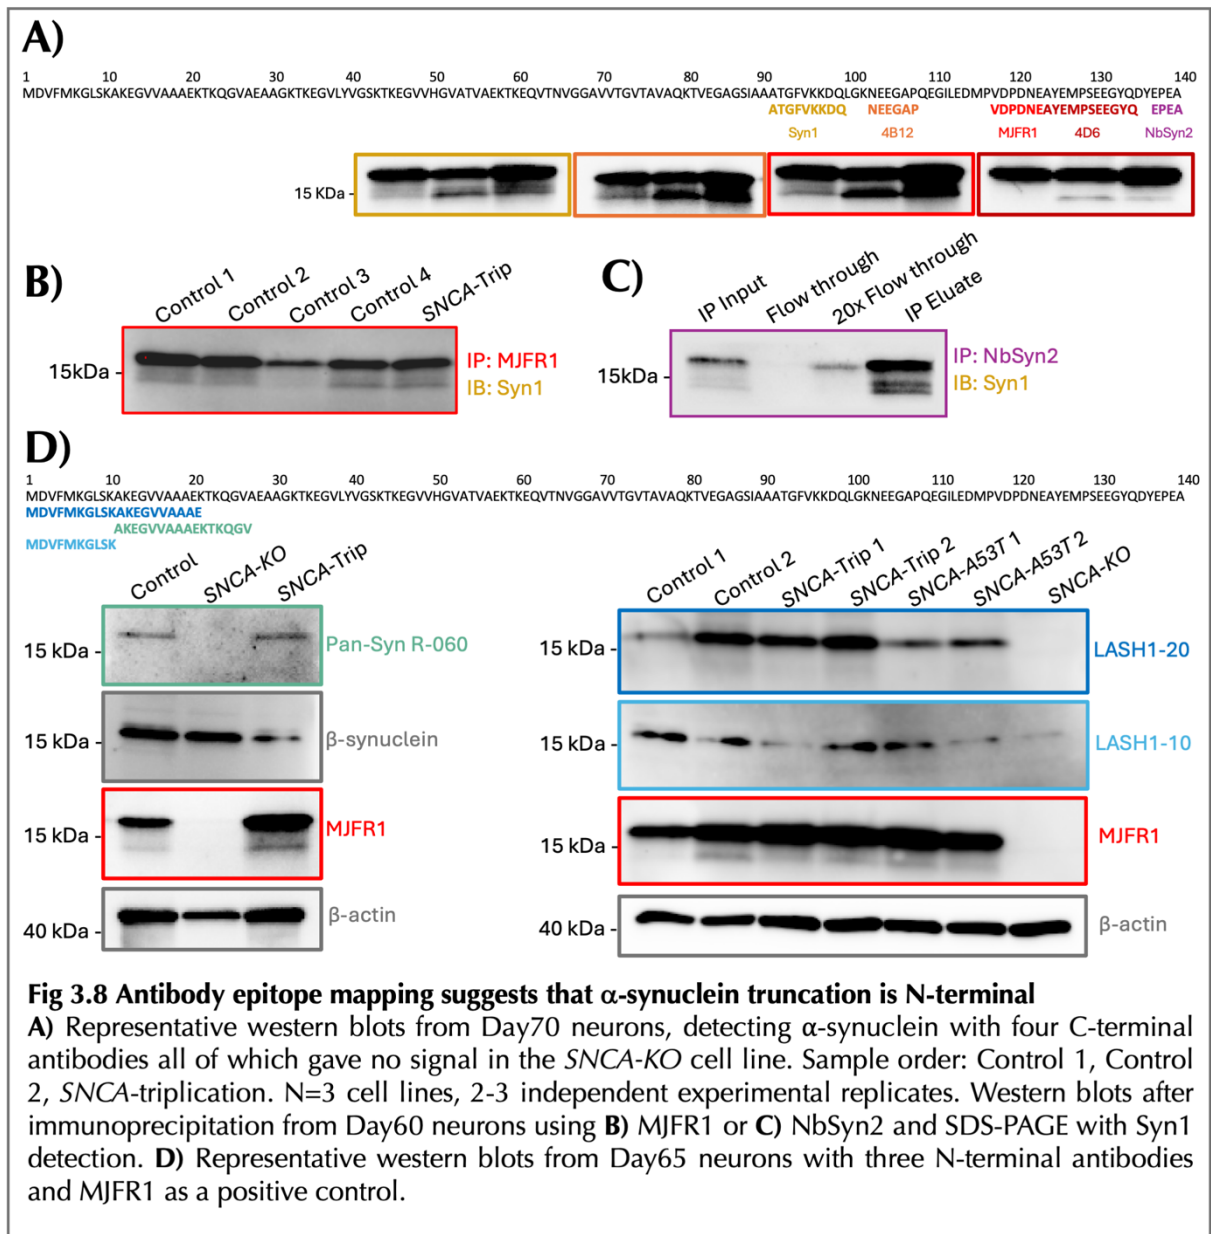 A)
1 10 20 30 40 50 60 70 80 90 100 110 120 130 140
MDVFMKGLSKAKEGVVAAAEKTKQGVAEAAGKTKEGVLYVGSKTKEGVVHGVATVAEKTKEQVTNVGGAVVTGVTAVAQKTVEGAGSIAAATGFVKKDQLGKNEEGAPQEGILEDMPVDPDNEAYEMPSEEGYQDYEPEA
ATGFVKKDQ NEEGAP VDPDNEAYEMPSEEGYQ EPEA
Syn1 4B12 MJFR1 4D6 NbSyn2
15 KDa
B)
Control 1 Control 2 Control 3 Control 4 SNCA-Trip
15kDa
IP: MJFR1
IB: Syn1
C)
IP Input Flow through 20x Flow through IP Eluate
15kDa
IP: NbSyn2
IB: Syn1
D)
1 10 20 30 40 50 60 70 80 90 100 110 120 130 140
MDVFMKGLSKAKEGVVAAAEKTKQGVAEAAGKTKEGVLYVGSKTKEGVVHGVATVAEKTKEQVTNVGGAVVTGVTAVAQKTVEGAGSIAAATGFVKKDQLGKNEEGAPQEGILEDMPVDPDNEAYEMPSEEGYQDYEPEA
MDVFMKGLSKAKEGVVAAAE
AKEGVVAAAEKTKQGV
MDVFMKGLSK
Control SNCA-KO SNCA-Trip
15 kDa Pan-Syn R-060
15 kDa β-synuclein
15 kDa MJFR1
40 kDa β-actin
Control 1 Control 2 SNCA-Trip 1 SNCA-Trip 2 SNCA-A53T 1 SNCA-A53T 2 SNCA-KO
15 kDa LASH1-20
15 kDa LASH1-10
15 kDa MJFR1
40 kDa β-actin
Fig 3.8 Antibody epitope mapping suggests that α-synuclein truncation is N-terminal
A) Representative western blots from Day70 neurons, detecting α-synuclein with four C-terminal
antibodies all of which gave no signal in the SNCA-KO cell line. Sample order: Control 1, Control
2, SNCA-triplication. N=3 cell lines, 2-3 independent experimental replicates. Western blots after
immunoprecipitation from Day60 neurons using B) MJFR1 or C) NbSyn2 and SDS-PAGE with Syn1
detection. D) Representative western blots from Day65 neurons with three N-terminal antibodies
and MJFR1 as a positive control.